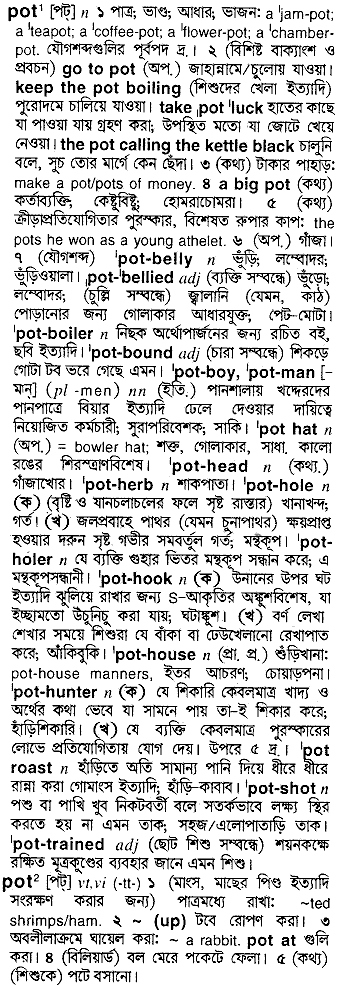 pot¹ [পট্] n ১ পাত্র; ভাণ্ড; আধার; ভাজন: a ˈjam-pot;
a ˈteapot; a ˈcoffee-pot; a ˈflower-pot; a ˈchamber-
pot. যৌগশব্দগুলির পূর্বপদ দ্র.। ২ (বিশিষ্ট বাক্যাংশ ও
প্রবচন) go to pot (অপ.) জাহান্নামে/চুলোয় যাওয়া।
keep the pot boiling (শিশুদের খেলা ইত্যাদি)
পুরোদমে চালিয়ে যাওয়া। take ˌpot ˈluck হাতের কাছে
যা পাওয়া যায় গ্রহণ করা; উপস্থিত মতো যা জোটে খেয়ে
নেওয়া। the pot calling the kettle black চালুনি
বলে, সূচ তোর মার্গে কেন ছেঁদা। ৩ (কথ্য) টাকার পাহাড়:
make a pot/pots of money. ৪ a big pot (কথ্য)
কর্তাব্যক্তি; কেষ্টুবিষ্টু; হোমরাচোমরা। ৫ (কথ্য)
ক্রীড়াপ্রতিযোগিতার পুরস্কার, বিশেষত রুপার কাপ: the
pots he won as a young athelet. ৬ (অপ.) গাঁজা।
৭ (যৌগশব্দ) ˈpot-belly n ভুঁড়ি; লম্বোদর;
ভুঁড়িওয়ালা। ˌpot-ˈbellied adj (ব্যক্তি সম্বন্ধে) ভুঁড়ো;
লম্বোদর; (চুল্লি সম্বন্ধে) জ্বালানি (যেমন, কাঠ)
পোড়ানোর জন্য গোলাকার আধারযুক্ত; পেট–মোটা।
ˈpot-boiler n নিছক অর্থোপার্জনের জন্য রচিত বই,
ছবি ইত্যাদি। ˈpot-bound adj (চারা সম্বন্ধে) শিকড়ে
গোটা টব ভরে গেছে এমন। ˈpot-boy, ˈpot-man [-
মান্] (pl -men) nn (ইতি.) পানশালায় খদ্দেরদের
পানপাত্রে বিয়ার ইত্যাদি ঢেলে দেওয়ার দায়িত্বে
নিয়োজিত কর্মচারী; সুরাপরিবেশক; সাকি। ˈpot hat n
(অপ.) = bowler hat; শক্ত, গোলাকার, সাধা. কালো
রঙের শিরস্ত্রাণবিশেষ। ˈpot-head n (কথ্য.)
গাঁজাখোর। ˈpot-herb n শাকপাতা। ˈpot-hole n
(ক) (বৃষ্টি ও যানচলাচলের ফলে সৃষ্ট রাস্তার) খানাখন্দ;
গর্ত। (খ) জলপ্রবাহে পাথর (যেমন চুনাপাথর) ক্ষয়প্রাপ্ত
হওয়ার দরুন সৃষ্ট গভীর সমবর্তুল গর্ত; মন্থকূপ। ˈpot-
holer n যে ব্যক্তি গুহার ভিতর মন্থকূপ সন্ধান করে; এ
মন্থকূপসন্ধানী। ˈpot-hook n (ক) উনানের উপর ঘট
ইত্যাদি ঝুলিয়ে রাখার জন্য S-আকৃতির অঙ্কুশবিশেষ, যা
ইচ্ছামতো উঁচুনিচু করা যায়; ঘটাঙ্কুশ। (খ) বর্ণ লেখা
শেখার সময়ে শিশুরা যে বাঁকা বা ঢেউখেলানো রেখাপাত
করে; আঁকিবুকি। ˈpot-house n (প্রা. প্র.) শুঁড়িখানা:
pot-house manners, ইতর আচরণ; চোয়াড়পনা।
ˈpot-hunter n (ক) যে শিকারি কেবলমাত্র খাদ্য ও
অর্থের কথা ভেবে যা সামনে পায় তা-ই শিকার করে;
হাঁড়িশিকারি। (খ) যে ব্যক্তি কেবলমাত্র পুরস্কারের
লোভে প্রতিযোগিতায় যোগ দেয়। উপরে ৫ দ্র.। ˈpot
roast n হাঁড়িতে অতি সামান্য পানি দিয়ে ধীরে ধীরে
রান্না করা গোমাংস ইত্যাদি; হাঁড়ি-কাবাব। ˈpot-shot n
পশু বা পাখি খুব নিকটবর্তী বলে সতর্কভাবে লক্ষ্য স্থির
করতে হয় না এমন তাক; সহজ/এলোপাতাড়ি তাক।
ˈpot-trained adj (ছোট শিশু সম্বন্ধে) শয়নকক্ষে
রক্ষিত মূত্রকুণ্ডের ব্যবহার জানে এমন শিশু।
pot² [পট্] vt,vi (-tt-) ১ (মাংস, মাছের পিণ্ড ইত্যাদি
সংরক্ষণ করার জন্য) পাত্রমধ্যে রাখা: ~ted
shrimps/ham. ২ ~ (up) টবে রোপণ করা। ৩
অবলীলাক্রমে ঘায়েল করা: ~ a rabbit. pot at গুলি
করা। ৪ (বিলিয়ার্ড) বল মেরে পকেটে ফেলা। ৫ (কথ্য)
(শিশুকে) পটে বসানো।